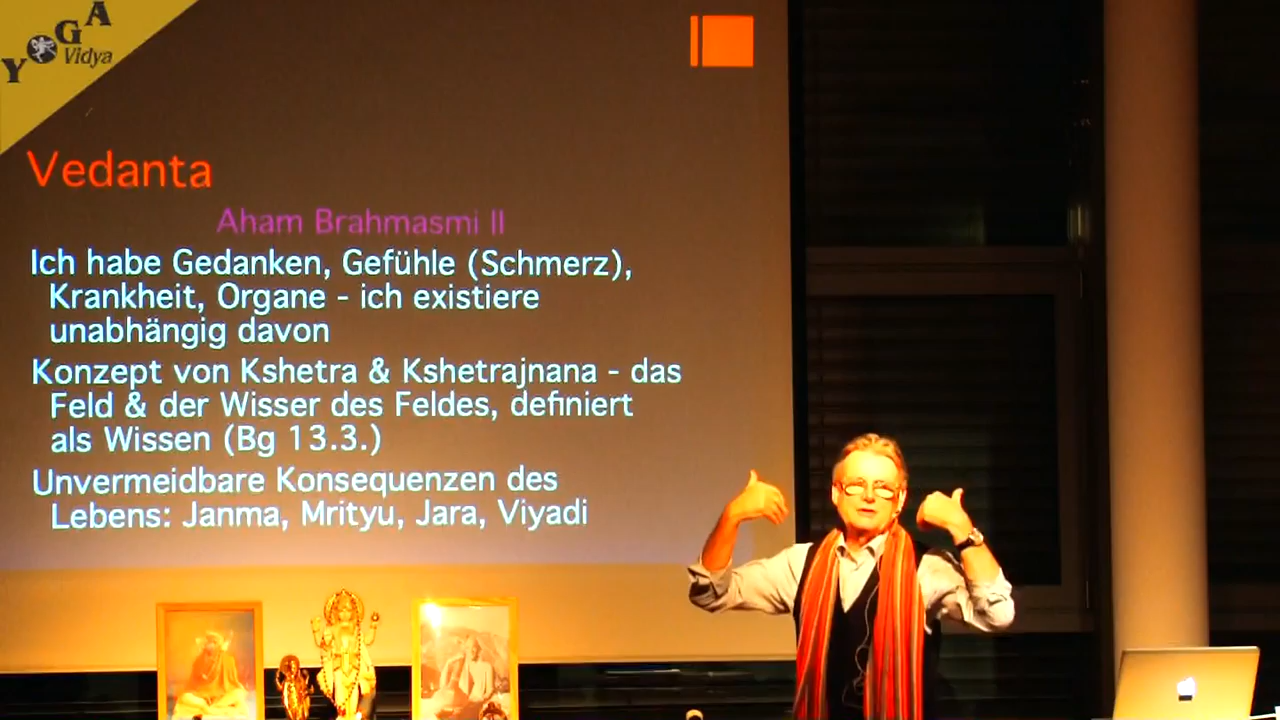 YOGA
Vidya
Vedanta
Aham Brahmasmi II
Ich habe Gedanken, Gefühle (Schmerz),
Krankheit, Organe - ich existiere
unabhängig davon
Konzept von Kshetra & Kshetrajnana - das
Feld & der Wisser des Feldes, definiert
als Wissen (Bg 13.3.)
Unvermeidbare Konsequenzen des
Lebens: Janma, Mrityu, Jara, Viyadi